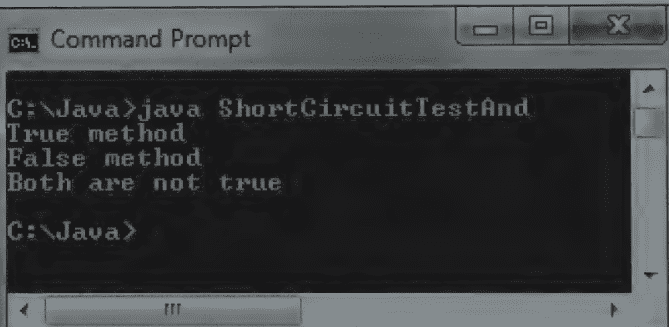 Command Prompt
C:\Java>java ShortCircuitTestAnd
True method
False method
Both are not true
C:\Java>